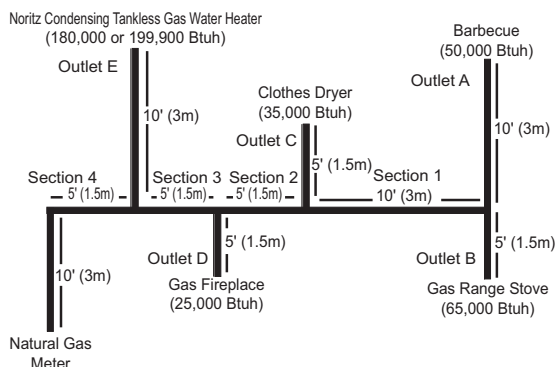 Noritz Condensing Tankless Gas Water Heater
(180,000 or 199,900 Btuh)
Outlet E
10' (3m)
Barbecue
(50,000 Btuh)
Outlet A
10' (3m)
Clothes Dryer
(35,000 Btuh)
Outlet C
5' (1.5m)
Section 4
5' (1.5m)
Section 3
5' (1.5m)
Section 2
5' (1.5m)
Section 1
10' (3m)
10' (3m)
Natural Gas
Meter
Outlet D
5' (1.5m)
Gas Fireplace
(25,000 Btuh)
Outlet B
5' (1.5m)
Gas Range Stove
(65,000 Btuh)